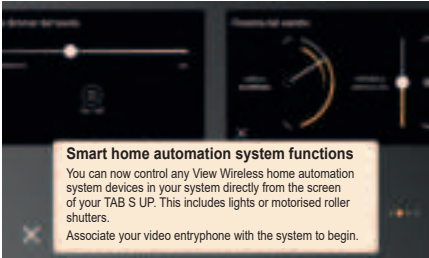 Smart home automation system functions
You can now control any View Wireless home automation
system devices in your system directly from the screen
of your TAB S UP. This includes lights or motorised roller
shutters.
Associate your video entryphone with the system to begin.